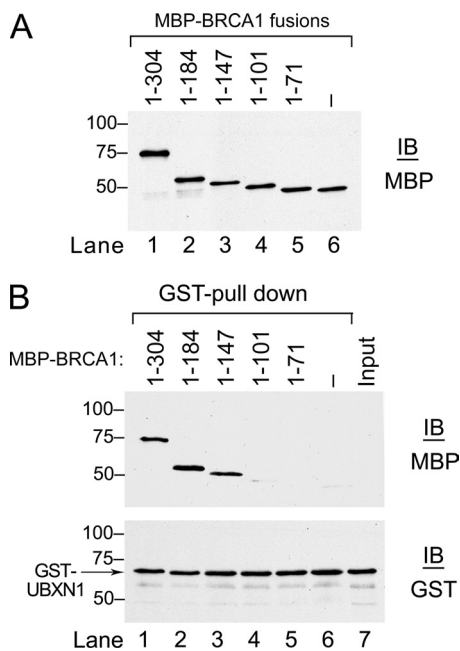 A
MBP-BRCA1 fusions
1-304 1-184 1-147 1-101 1-71 –
100–
75–
50–
IB
MBP
Lane 1 2 3 4 5 6
B
GST-pull down
MBP-BRCA1: 1-304 1-184 1-147 1-101 1-71 – Input
100–
75–
50–
IB
MBP
100–
75–
GST-
UBXN1
50–
IB
GST
Lane 1 2 3 4 5 6 7